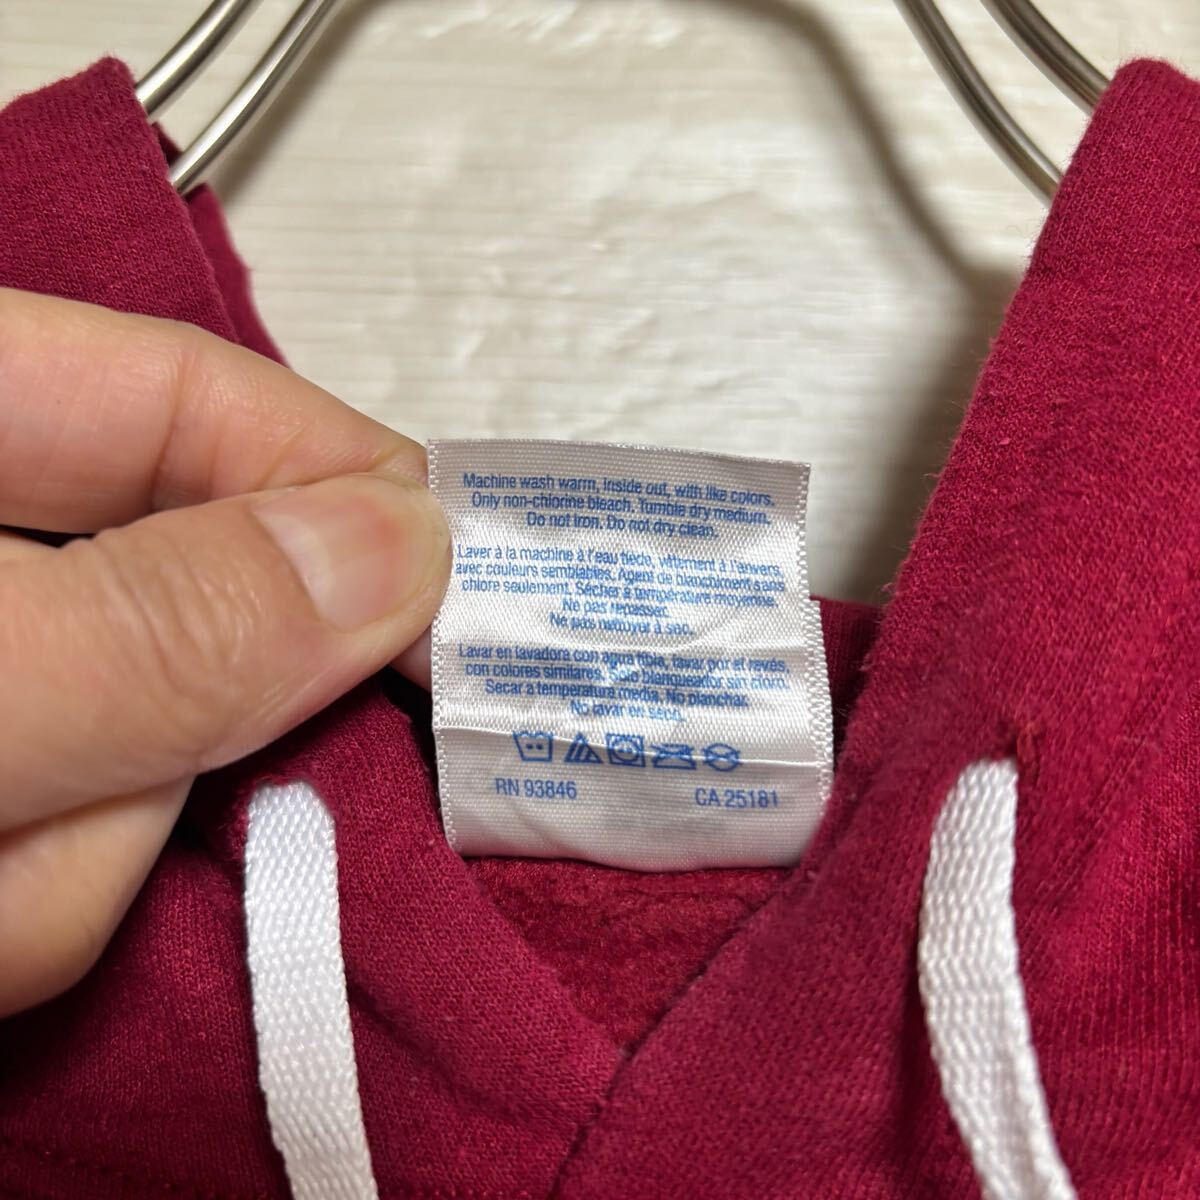 Machine wash warm, inside out, with like colors.
Only non-chlorine bleach. Tumble dry medium.
Do not iron. Do not dry clean.
Laver à la machine à l'eau tiède, vêtement à l'envers,
avec couleurs semblables. Agent de blanchiment sans
chlore seulement. Sécher à température moyenne.
Ne pas repasser.
Ne pas nettoyer à sec.
Lavar en lavadora con agua tibia, lavar por el revés,
con colores similares. Solo blanqueador sin cloro.
Secar a temperatura media. No planchar.
No lavar en seco.
RN 93846 CA 25181